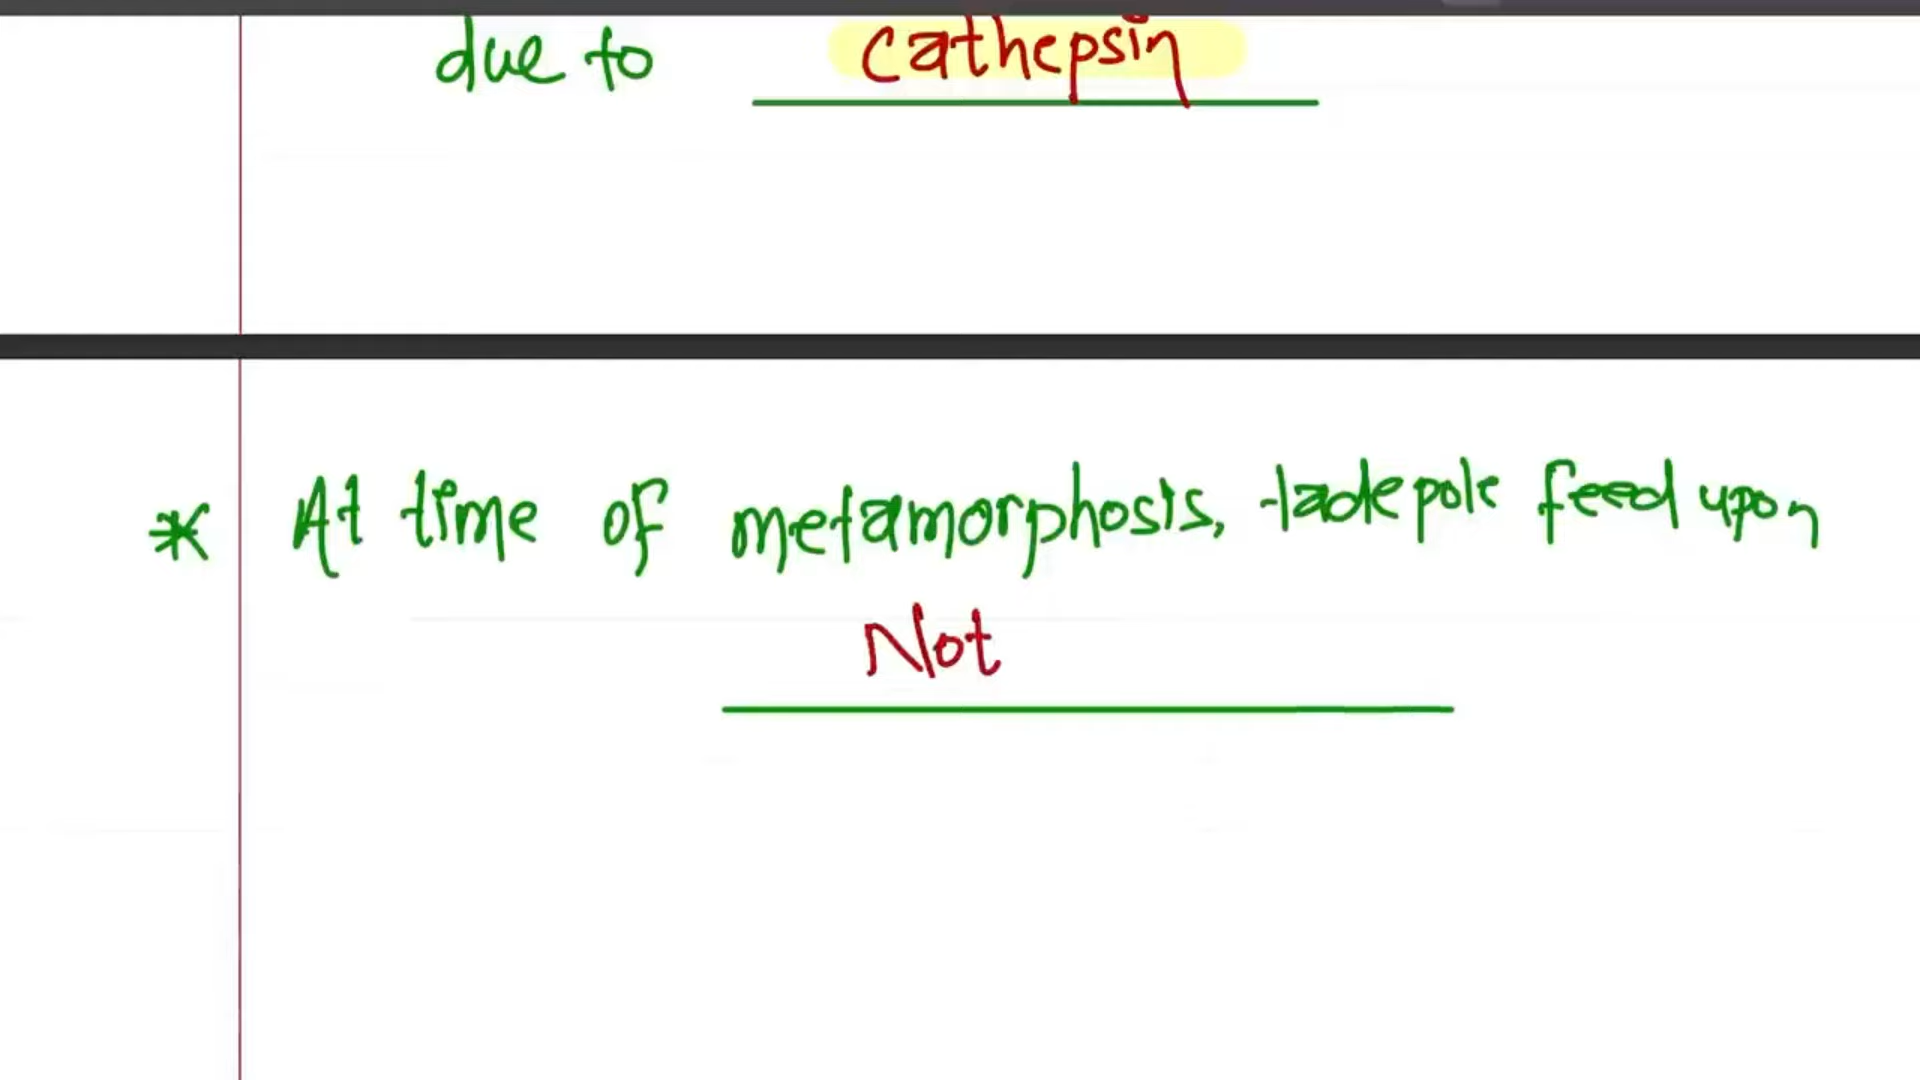 due to cathepsin
* At time of metamorphosis, tadepole feed upon
Not